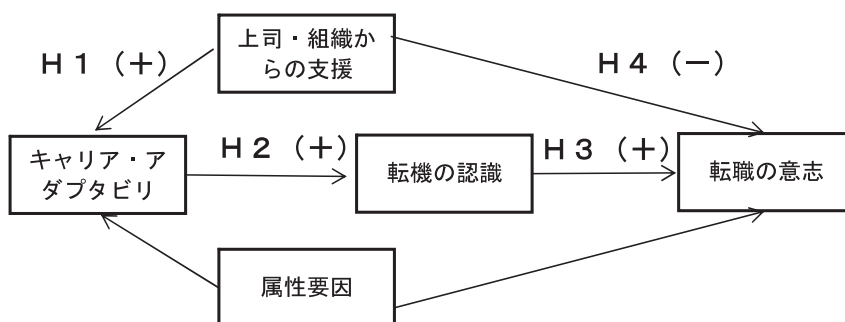 上司・組織か
らの支援
H1（＋）
H4（−）
キャリア・ア
ダプタビリ
H2（＋）
転機の認識
H3（＋）
転職の意志
属性要因